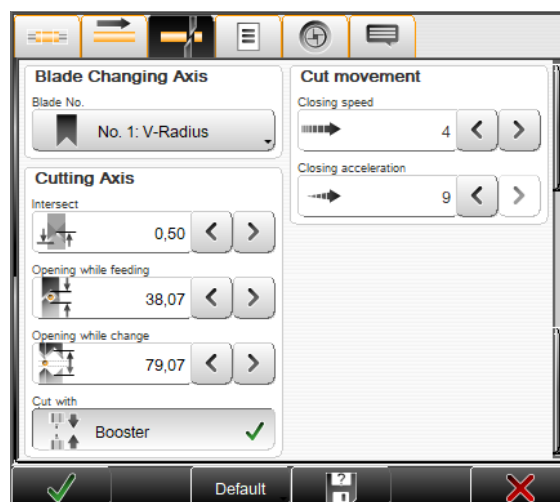 Blade Changing Axis
Blade No.
No. 1: V-Radius
Cutting Axis
Intersect
0,50
Opening while feeding
38,07
Opening while change
79,07
Cut with
Booster
Cut movement
Closing speed
4
Closing acceleration
9
Default
?